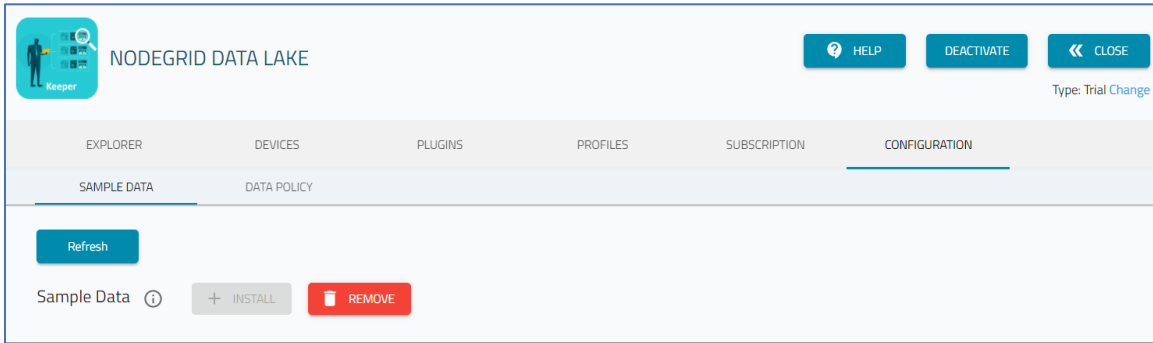 Keeper
NODEGRID DATA LAKE
HELP
DEACTIVATE
CLOSE
Type: Trial Change
EXPLORER DEVICES PLUGINS PROFILES SUBSCRIPTION CONFIGURATION
SAMPLE DATA DATA POLICY
Refresh
Sample Data + INSTALL REMOVE